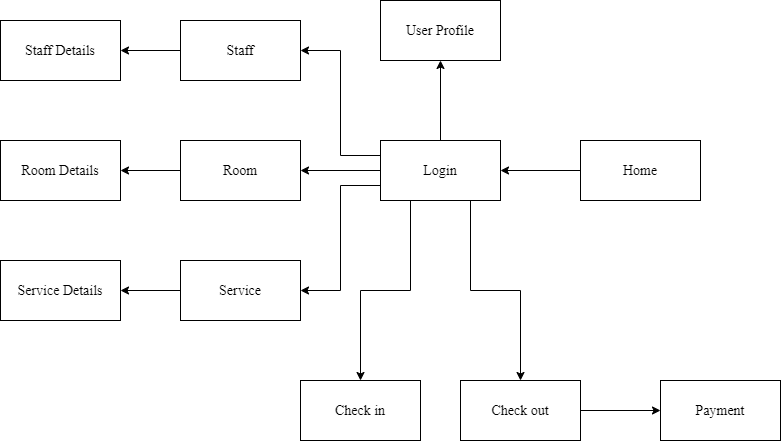 User Profile
Staff Details
Staff
Room Details
Room
Login
Home
Service Details
Service
Check in
Check out
Payment